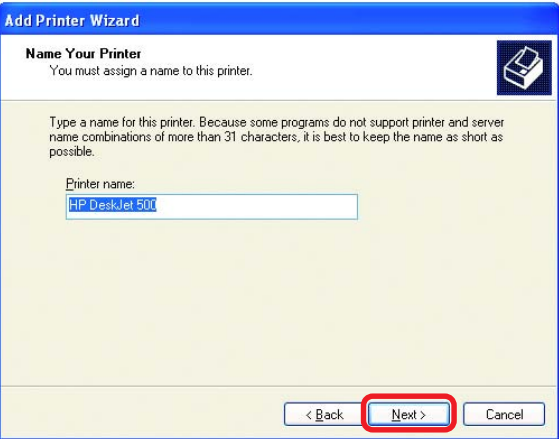 Add Printer Wizard
Name Your Printer
You must assign a name to this printer.
Type a name for this printer. Because some programs do not support printer and server
name combinations of more than 31 characters, it is best to keep the name as short as
possible.
Printer name:
HP DeskJet 500
< Back
Next >
Cancel